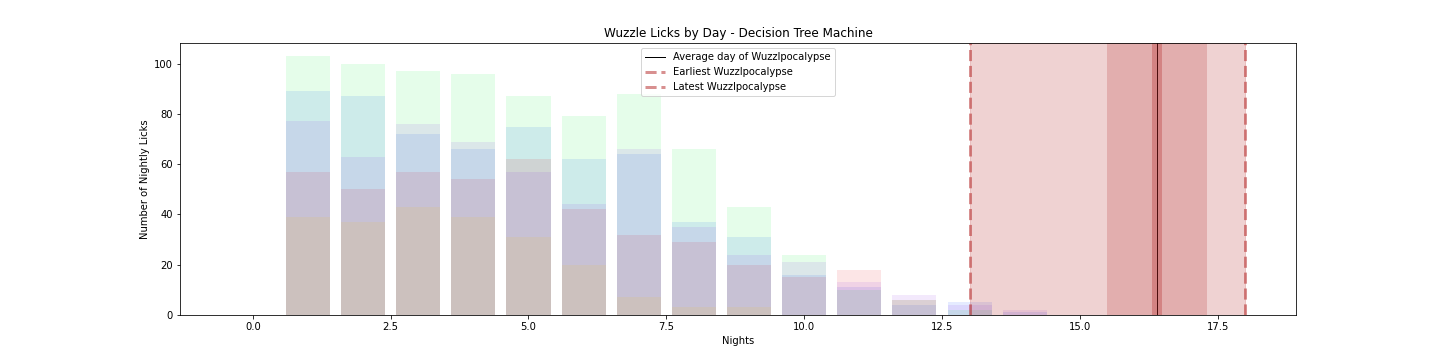 Wuzzle Licks by Day - Decision Tree Machine
Average day of Wuzzlpocalypse
Earliest Wuzzlpocalypse
Latest Wuzzlpocalypse
Number of Nightly Licks
100
80
60
40
20
0
0.0 2.5 5.0 7.5 10.0 12.5 15.0 17.5
Nights